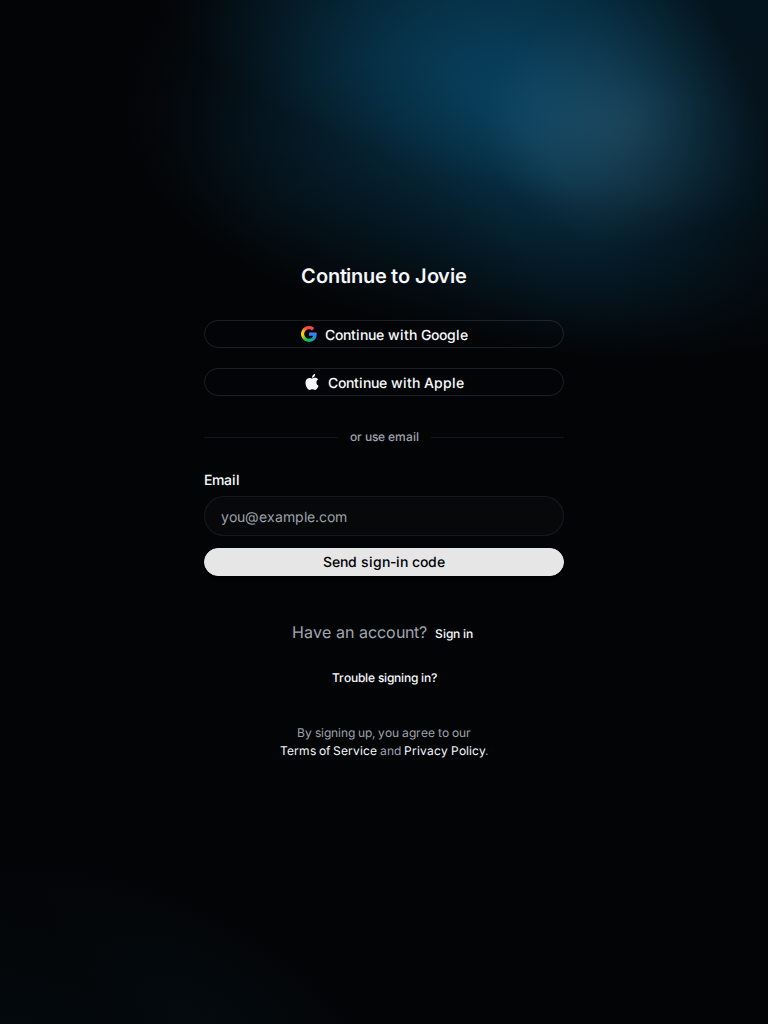 Continue to Jovie
Continue with Google
Continue with Apple
or use email
Email
you@example.com
Send sign-in code
Have an account? Sign in
Trouble signing in?
By signing up, you agree to our
Terms of Service and Privacy Policy.